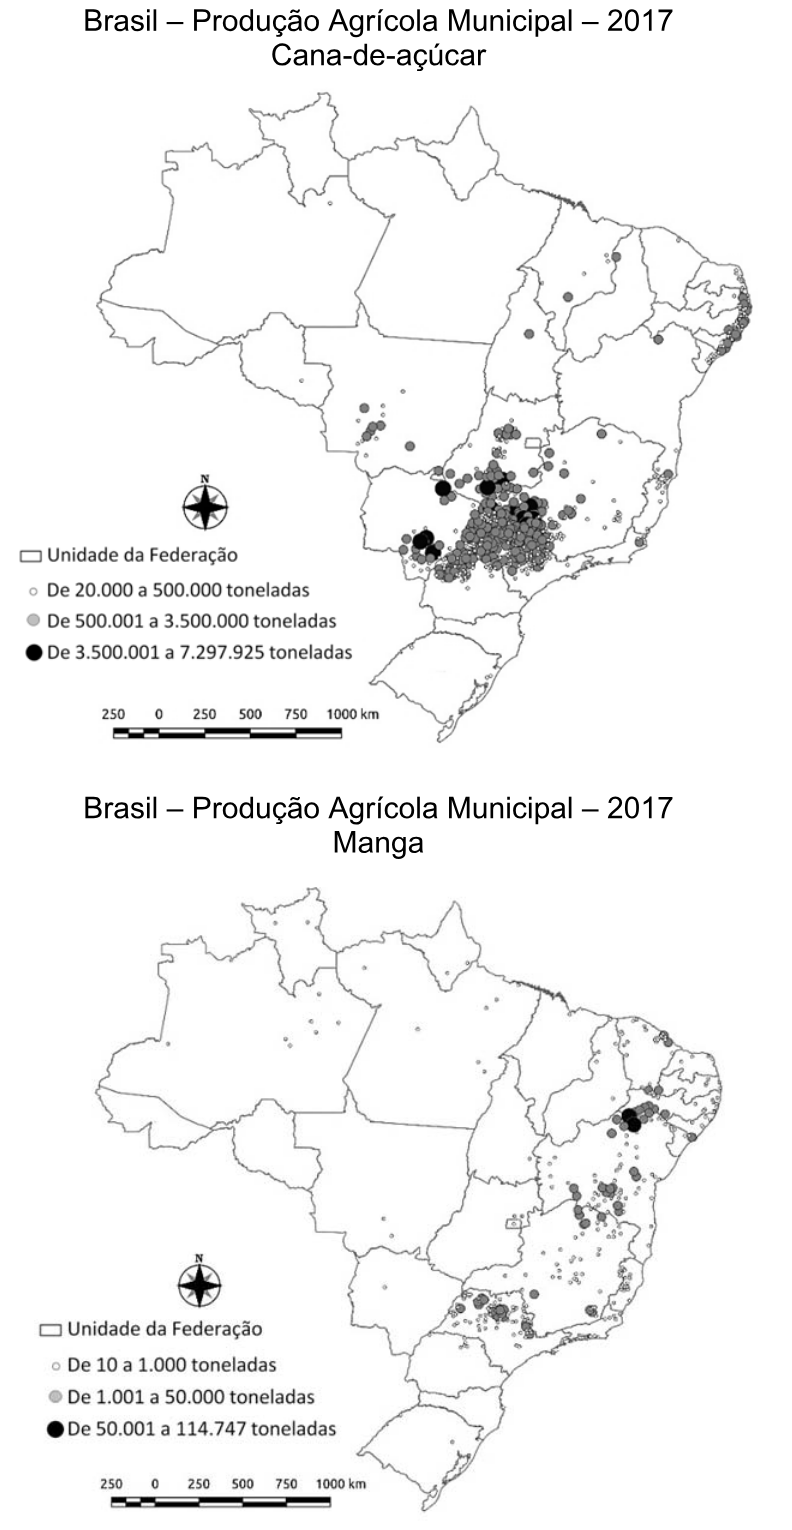 Brasil – Produção Agrícola Municipal – 2017
Cana-de-açúcar
N
Unidade da Federação
De 20.000 a 500.000 toneladas
De 500.001 a 3.500.000 toneladas
De 3.500.001 a 7.297.925 toneladas
250 0 250 500 750 1000 km
Brasil – Produção Agrícola Municipal – 2017
Manga
N
Unidade da Federação
De 10 a 1.000 toneladas
De 1.001 a 50.000 toneladas
De 50.001 a 114.747 toneladas
250 0 250 500 750 1000 km